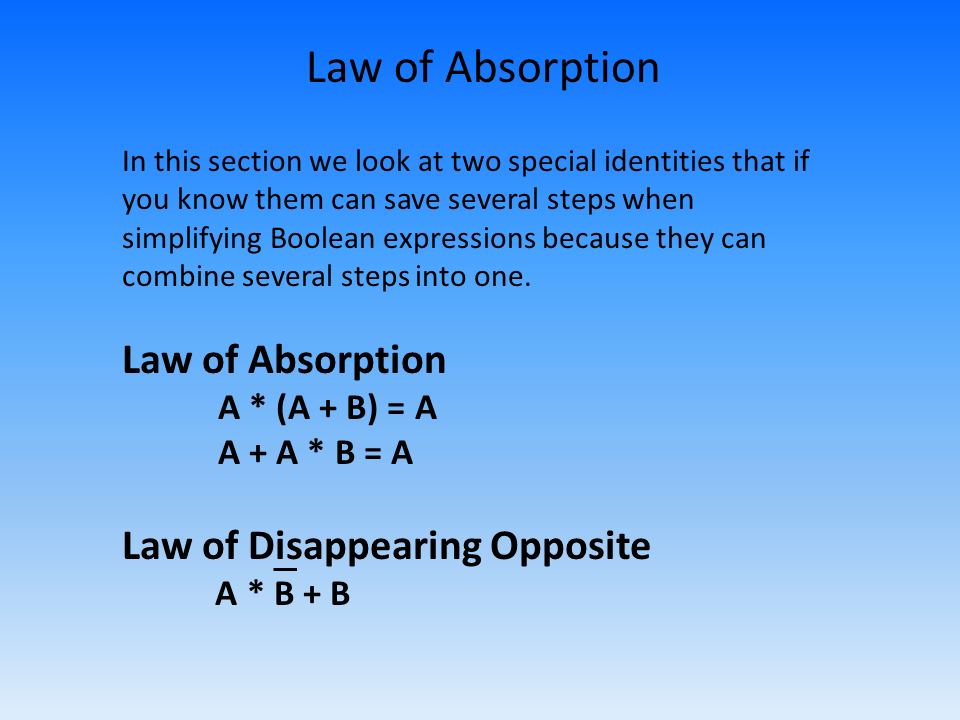 Law of Absorption
In this section we look at two special identities that if
you know them can save several steps when
simplifying Boolean expressions because they can
combine several steps into one.
Law of Absorption
A * (A + B) = A
A + A * B = A
Law of Disappearing Opposite
A * B̅ + B